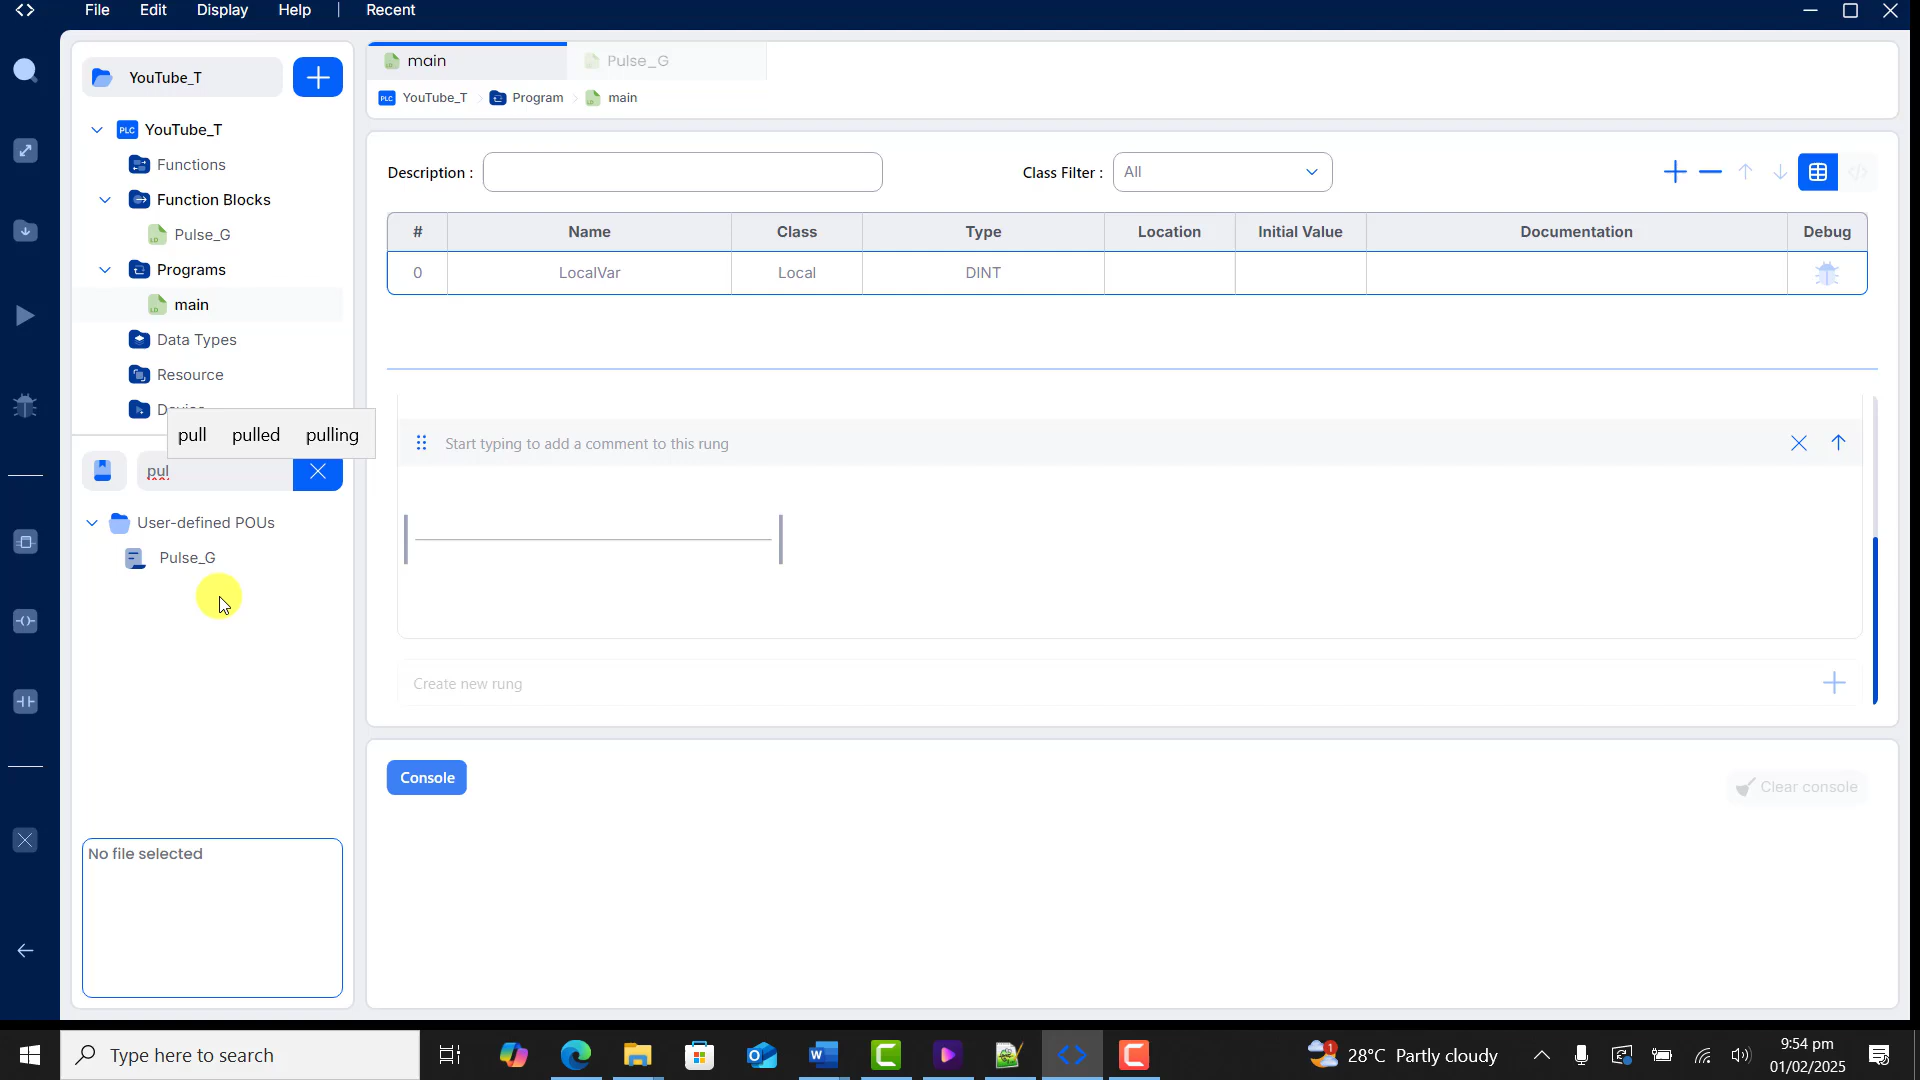 File Edit Display Help | Recent
YouTube_T
YouTube_T
Functions
Function Blocks
Pulse_G
Programs
main
Data Types
Resource
pull pulled pulling
pul
User-defined POUs
Pulse_G
No file selected
main
Pulse_G
PLC YouTube_T Program main
Description :
Class Filter : All
# Name Class Type Location Initial Value Documentation Debug
0 LocalVar Local DINT
Start typing to add a comment to this rung
Create new rung
Console
Clear console
Type here to search
28°C Partly cloudy
9:54 pm
01/02/2025